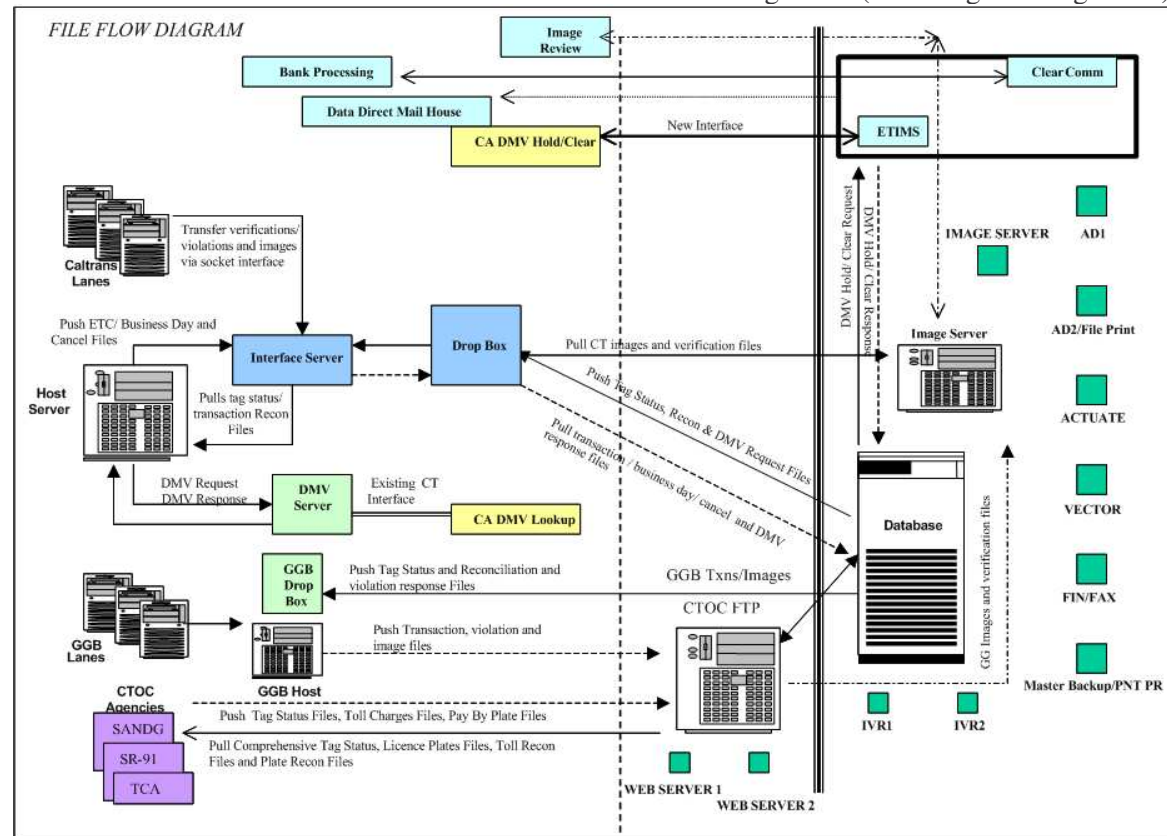 FILE FLOW DIAGRAM
Image
Review
Bank Processing
Clear Comm
Data Direct Mail House
CA DMV Hold/Clear
New Interface
ETIMS
Transfer verifications/
violations and images
via socket interface
Caltrans
Lanes
DMV Hold/ Clear Request
DMV Hold/ Clear Response
IMAGE SERVER
AD1
Push ETC/ Business Day and
Cancel Files
Interface Server
Drop Box
Pull CT images and verification files
Image Server
AD2/File Print
Host
Server
Pulls tag status/
transaction Recon
Files
Push Tag Status, Recon & DMV Request Files
Pull transaction / business day/ cancel and DMV
response files
ACTUATE
DMV Request
DMV Response
DMV
Server
Existing CT
Interface
CA DMV Lookup
Database
VECTOR
GGB
Drop
Box
Push Tag Status and Reconciliation and
violation response Files
GGB Txns/Images
CTOC FTP
GG Images and verification files
FIN/FAX
GGB
Lanes
Push Transaction, violation and
image files
GGB Host
Master Backup/PNT PR
CTOC
Agencies
Push Tag Status Files, Toll Charges Files, Pay By Plate Files
IVR1
IVR2
SANDG
SR-91
TCA
Pull Comprehensive Tag Status, Licence Plates Files, Toll Recon
Files and Plate Recon Files
WEB SERVER 1
WEB SERVER 2